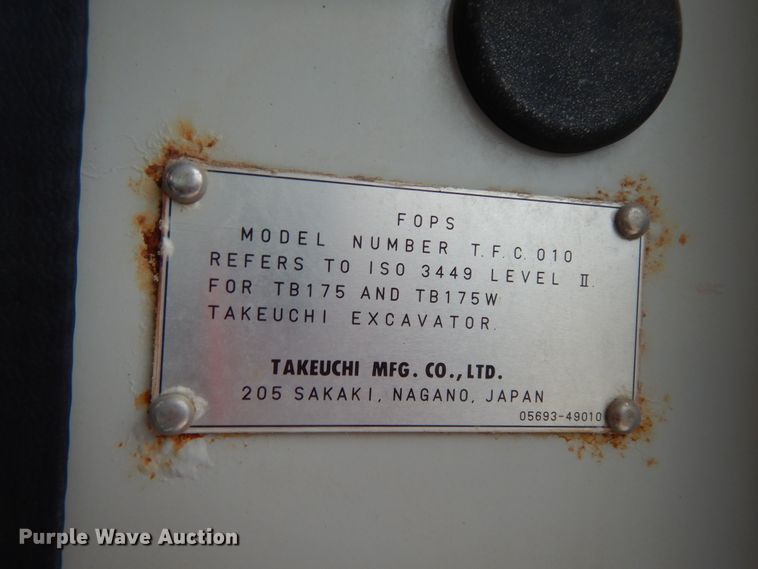 FOPS
MODEL NUMBER T.F.C.010
REFERS TO ISO 3449 LEVEL II.
FOR TB175 AND TB175W
TAKEUCHI EXCAVATOR.
TAKEUCHI MFG. CO., LTD.
205 SAKAKI, NAGANO, JAPAN
05693-49010
Purple Wave Auction